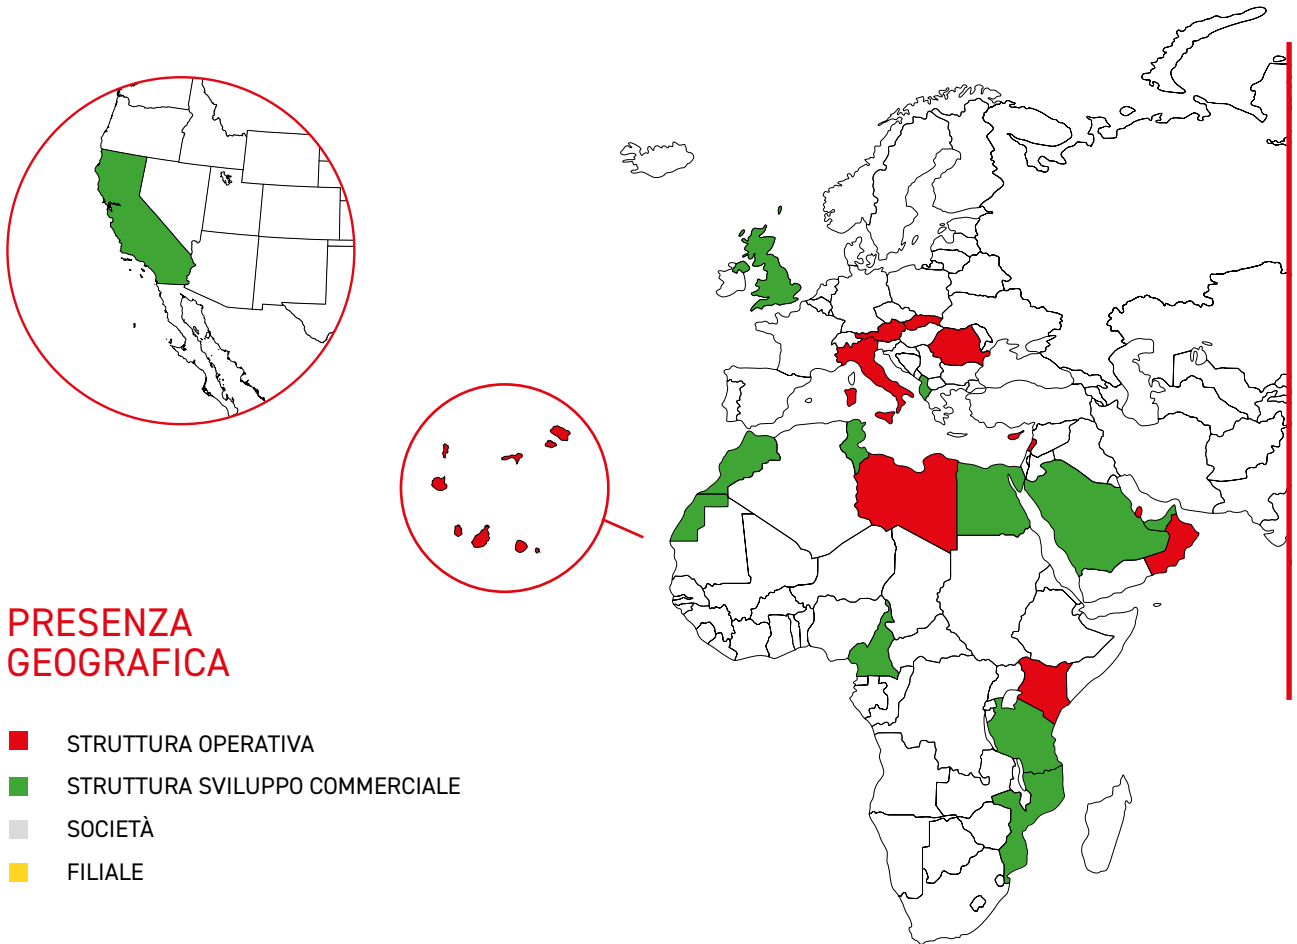 PRESENZA
GEOGRAFICA
STRUTTURA OPERATIVA
STRUTTURA SVILUPPO COMMERCIALE
SOCIETÀ
FILIALE